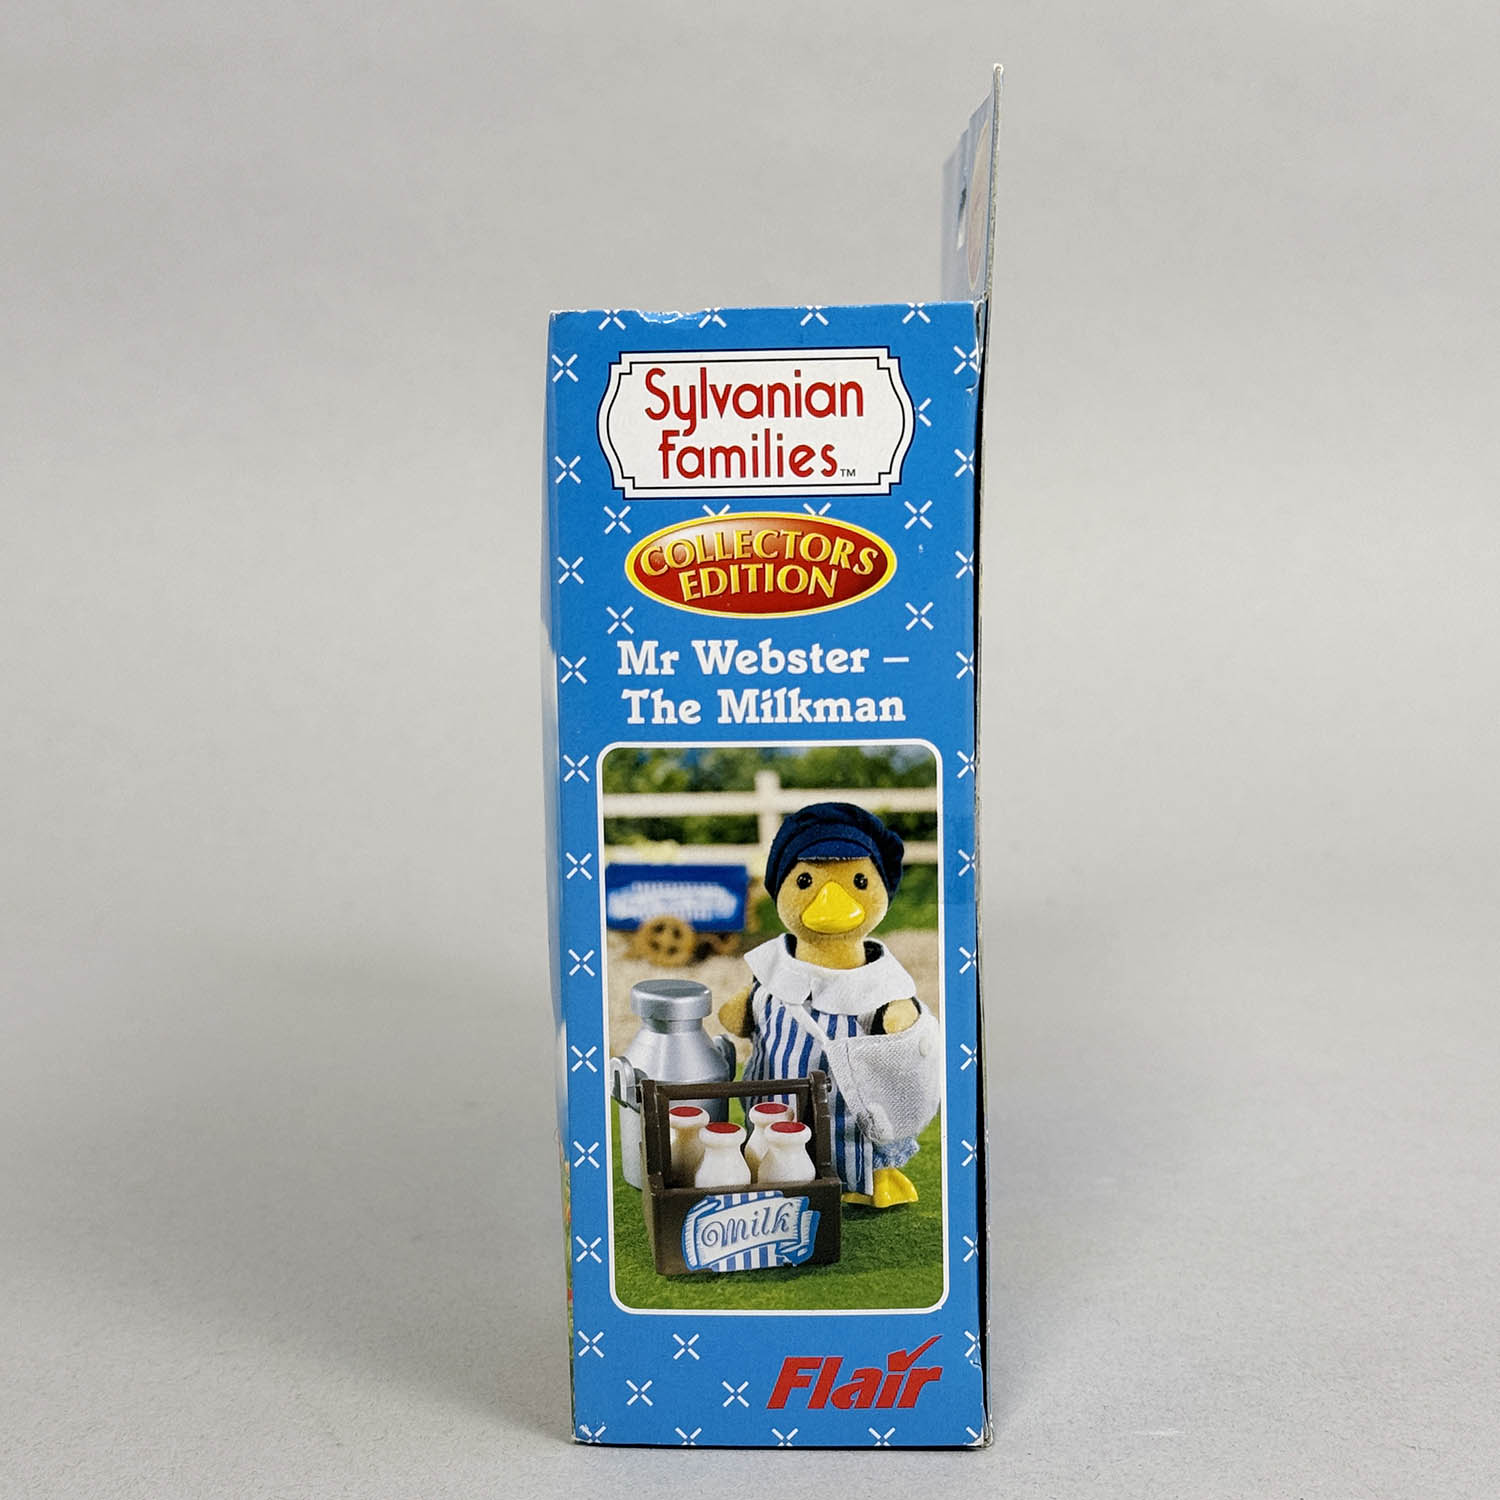 Sylvanian
Families™
COLLECTORS
EDITION
Mr Webster –
The Milkman
Milk
Flair